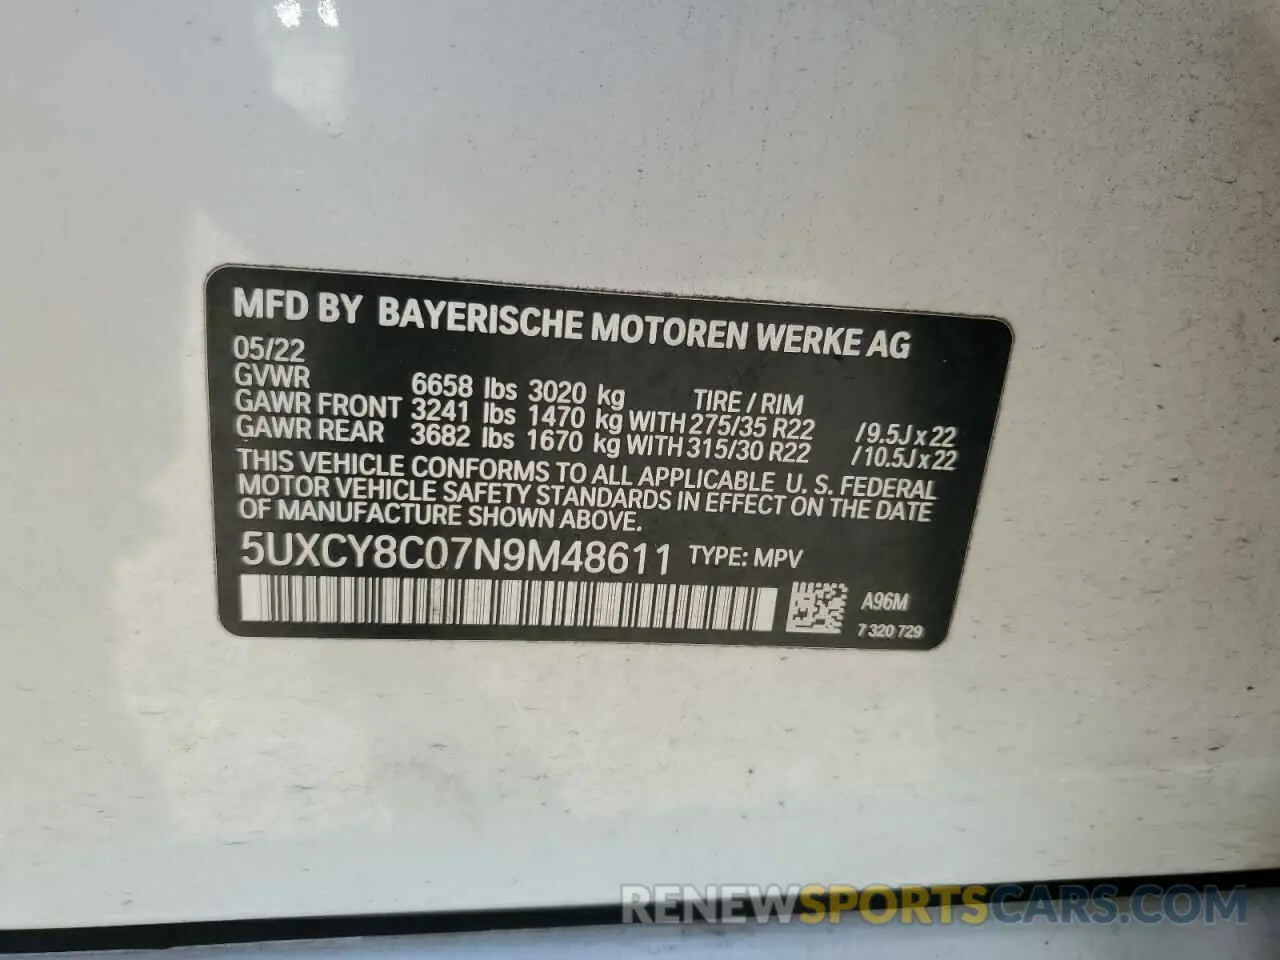 MFD BY BAYERISCHE MOTOREN WERKE AG
05/22
GVWR 6658 lbs 3020 kg TIRE / RIM
GAWR FRONT 3241 lbs 1470 kg WITH 275/35 R22 /9.5J x 22
GAWR REAR 3682 lbs 1670 kg WITH 315/30 R22 /10.5J x 22
THIS VEHICLE CONFORMS TO ALL APPLICABLE U. S. FEDERAL
MOTOR VEHICLE SAFETY STANDARDS IN EFFECT ON THE DATE
OF MANUFACTURE SHOWN ABOVE.
5UXCY8C07N9M48611 TYPE: MPV
A96M
7 320 729
RENEWSPORTSCARS.COM